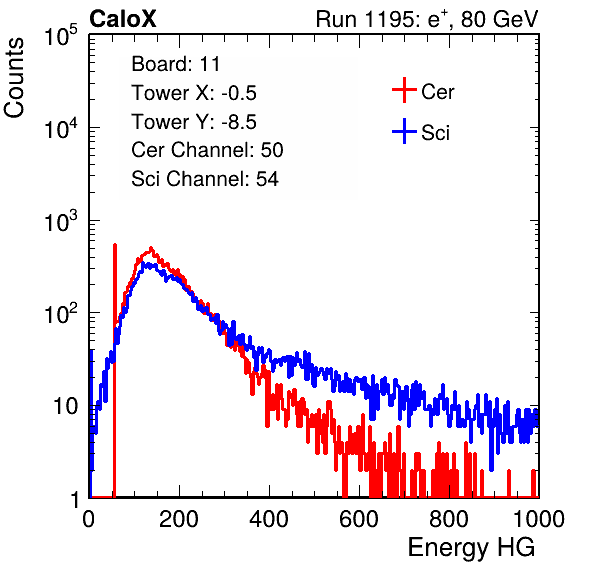 CaloX Run 1195: e⁺, 80 GeV
Counts
10⁵
10⁴
10³
10²
10
1
Board: 11
Tower X: -0.5
Tower Y: -8.5
Cer Channel: 50
Sci Channel: 54
Cer
Sci
0 200 400 600 800 1000
Energy HG